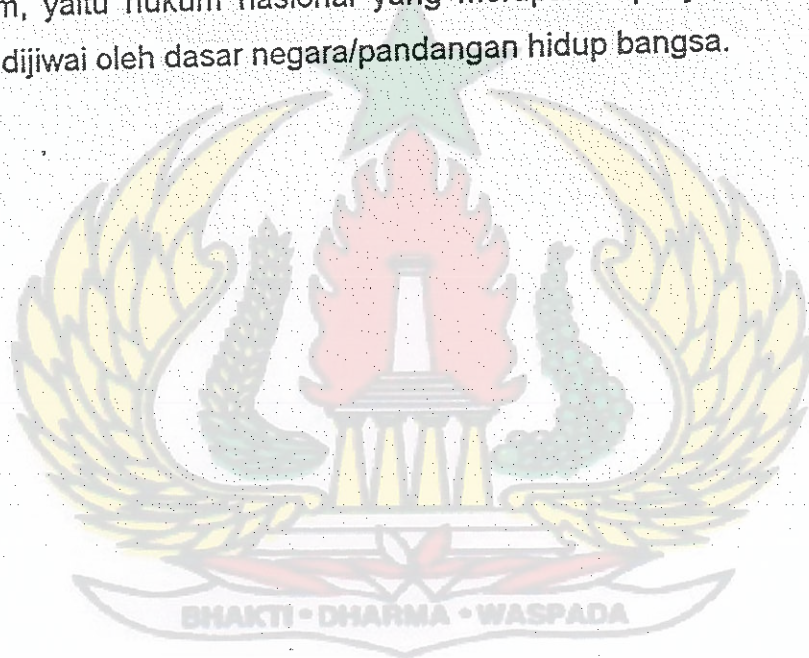 yaitu hukum nasional yang
dijiwai oleh dasar negara/pandangan hidup bangsa.
BHAKTI • DHARMA • WASPADA